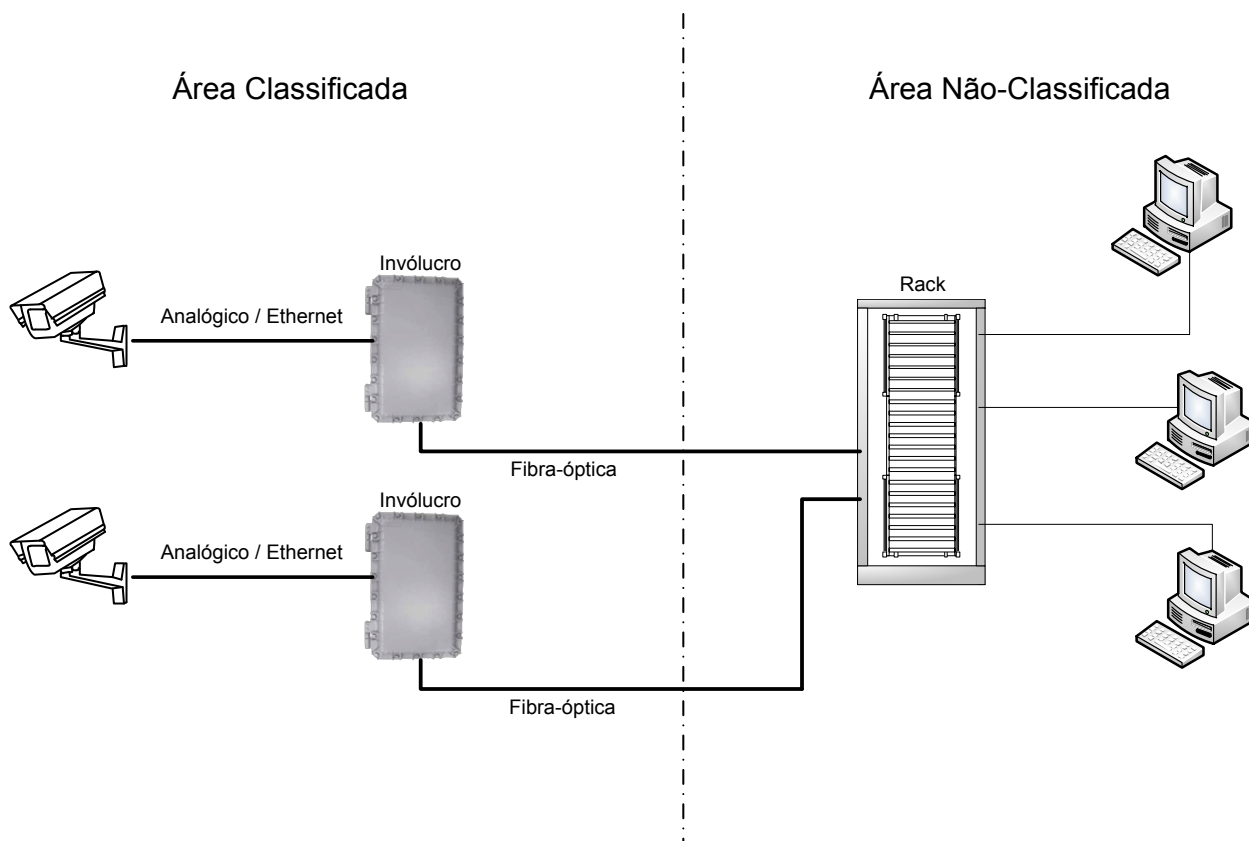 Área Classificada
Área Não-Classificada
Invólucro
Rack
Analógico / Ethernet
Fibra-óptica
Invólucro
Analógico / Ethernet
Fibra-óptica